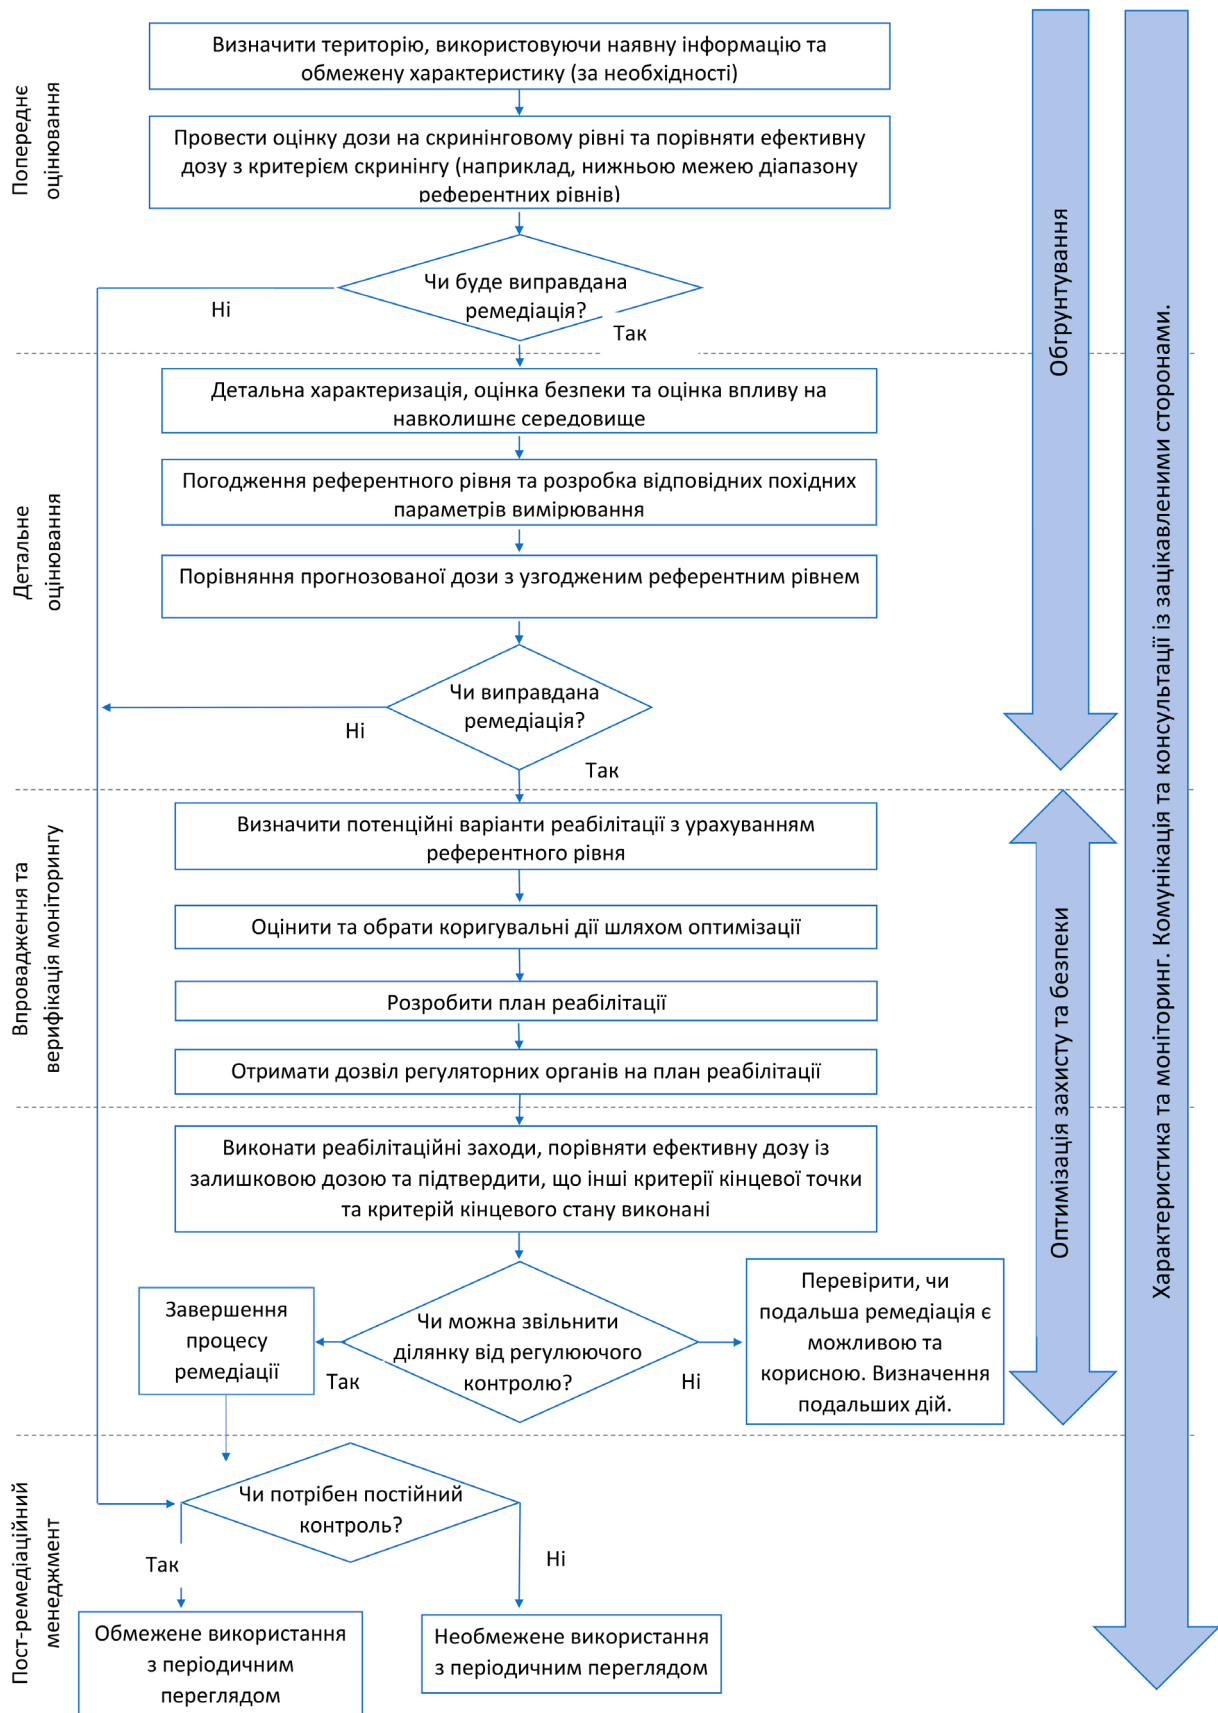 Попереднє
оцінювання
Визначити територію, використовуючи наявну інформацію та
обмежену характеристику (за необхідності)
Провести оцінку дози на скринінговому рівні та порівняти ефективну
дозу з критерієм скринінгу (наприклад, нижньою межею діапазону
референтних рівнів)
Чи буде виправдана
ремедіація?
Ні
Так
Детальне
оцінювання
Детальна характеризація, оцінка безпеки та оцінка впливу на
навколишнє середовище
Погодження референтного рівня та розробка відповідних похідних
параметрів вимірювання
Порівняння прогнозованої дози з узгодженим референтним рівнем
Чи виправдана
ремедіація?
Ні
Так
Впровадження та
верифікація моніторингу
Визначити потенційні варіанти реабілітації з урахуванням
референтного рівня
Оцінити та обрати коригувальні дії шляхом оптимізації
Розробити план реабілітації
Отримати дозвіл регуляторних органів на план реабілітації
Виконати реабілітаційні заходи, порівняти ефективну дозу із
залишковою дозою та підтвердити, що інші критерії кінцевої точки
та критерій кінцевого стану виконані
Завершення
процесу
ремедіації
Чи можна звільнити
ділянку від регулюючого
контролю?
Так
Ні
Перевірити, чи
подальша ремедіація є
можливою та
корисною. Визначення
подальших дій.
Пост-ремедіаційний
менеджмент
Чи потрібен постійний
контроль?
Так
Ні
Обмежене використання
з періодичним
переглядом
Необмежене використання
з періодичним переглядом
Обгрунтування
Оптимізація захисту та безпеки
Характеристика та моніторинг. Комунікація та консультації із зацікавленими сторонами.